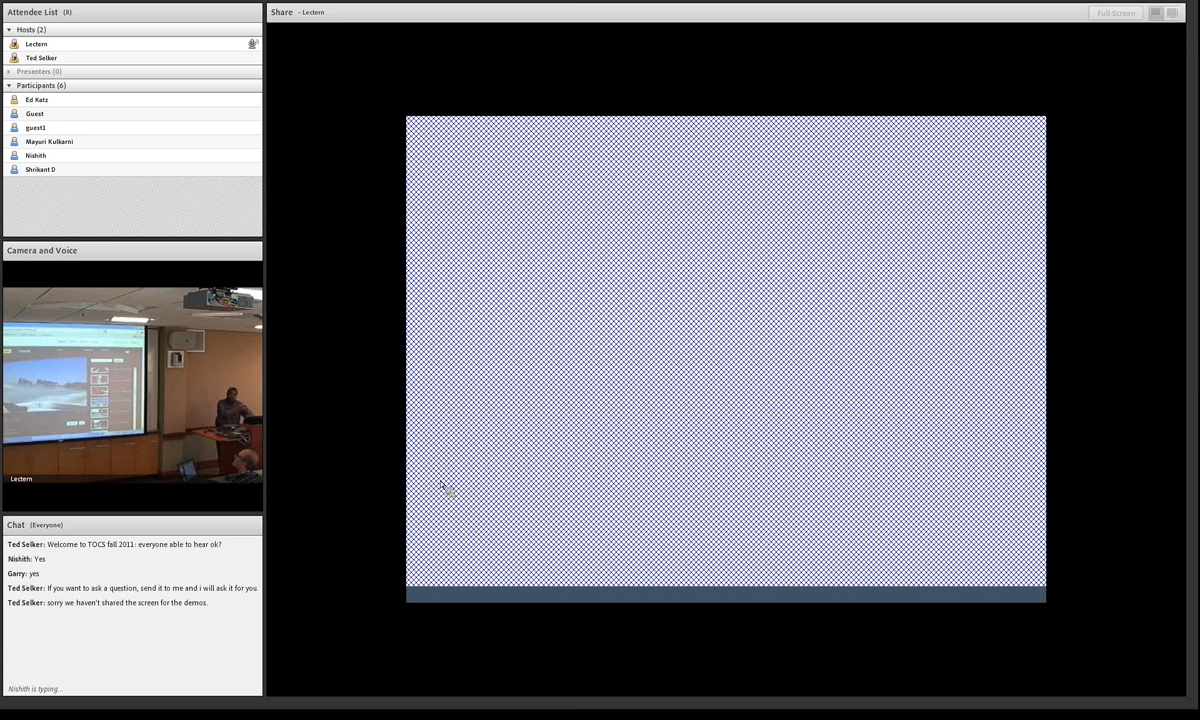 Attendee List (8)
Hosts (2)
Lectern
Ted Selker
Presenters (0)
Participants (6)
Ed Katz
Guest
guest1
Mayuri Kulkarni
Nishith
Shrikant D
Camera and Voice
Lectern
Chat (Everyone)
Ted Selker: Welcome to TOCS fall 2011: everyone able to hear ok?
Nishith: Yes
Garry: yes
Ted Selker: If you want to ask a question, send it to me and i will ask it for you.
Ted Selker: sorry we haven't shared the screen for the demos.
Nishith is typing...
Share - Lectern
Full Screen